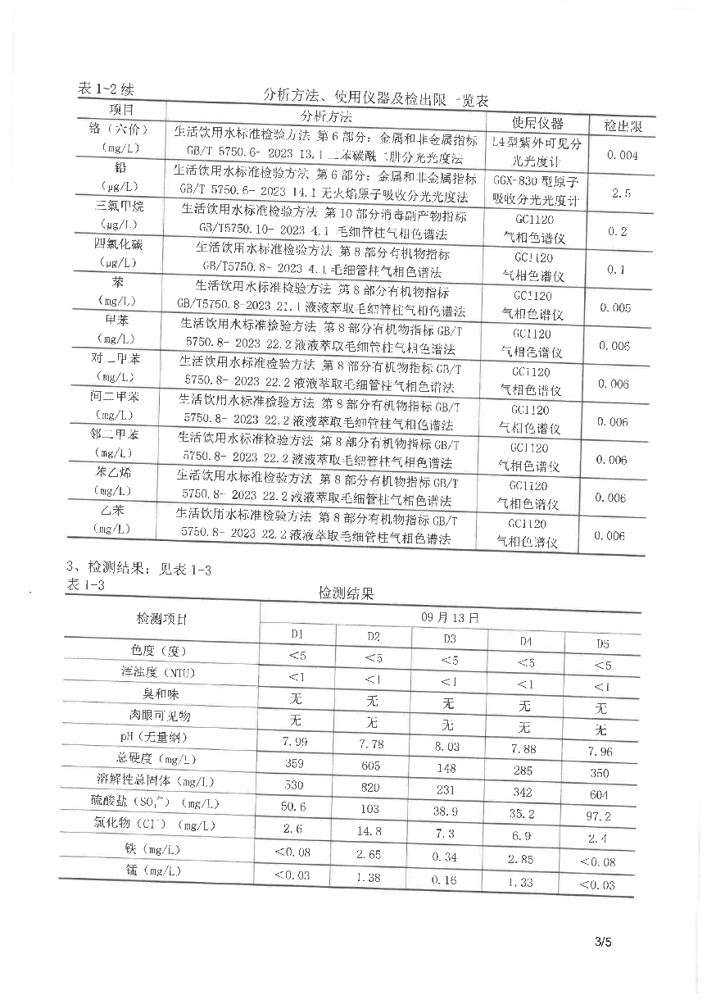 表 1-2 续
分析方法、使用仪器及检出限一览表
项目 分析方法 使用仪器 检出限
铬（六价） 生活饮用水标准检验方法 第 6 部分：金属和非金属指标 L4型紫外可见分
（mg/L） GB/T 5750.6- 2023 13.1 二苯碳酰二肼分光光度法 光光度计 0.004
铅 生活饮用水标准检验方法 第 6 部分：金属和非金属指标 GGX-830 型原子
（μg/L） GB/T 5750.6- 2023 14.1 无火焰原子吸收分光光度法 吸收分光光度计 2.5
三氯甲烷 生活饮用水标准检验方法 第 10 部分消毒副产物指标 GC1120
（μg/L） GB/T5750.10- 2023 4.1 毛细管柱气相色谱法 气相色谱仪 0.2
四氯化碳 生活饮用水标准检验方法 第 8 部分有机物指标 GC1120
（μg/L） GB/T5750.8- 2023 4.1 毛细管柱气相色谱法 气相色谱仪 0.1
苯 生活饮用水标准检验方法 第 8 部分有机物指标 GC1120
（mg/L） GB/T5750.8-2023 21.1 液液萃取毛细管柱气相色谱法 气相色谱仪 0.005
甲苯 生活饮用水标准检验方法 第 8 部分有机物指标 GB/T GC1120
（mg/L） 5750.8- 2023 22.2 液液萃取毛细管柱气相色谱法 气相色谱仪 0.006
对二甲苯 生活饮用水标准检验方法 第 8 部分有机物指标 GB/T GC1120
（mg/L） 5750.8- 2023 22.2 液液萃取毛细管柱气相色谱法 气相色谱仪 0.006
间二甲苯 生活饮用水标准检验方法 第 8 部分有机物指标 GB/T GC1120
（mg/L） 5750.8- 2023 22.2 液液萃取毛细管柱气相色谱法 气相色谱仪 0.006
邻二甲苯 生活饮用水标准检验方法 第 8 部分有机物指标 GB/T GC1120
（mg/L） 5750.8- 2023 22.2 液液萃取毛细管柱气相色谱法 气相色谱仪 0.006
苯乙烯 生活饮用水标准检验方法 第 8 部分有机物指标 GB/T GC1120
（mg/L） 5750.8- 2023 22.2 液液萃取毛细管柱气相色谱法 气相色谱仪 0.006
乙苯 生活饮用水标准检验方法 第 8 部分有机物指标 GB/T GC1120
（mg/L） 5750.8- 2023 22.2 液液萃取毛细管柱气相色谱法 气相色谱仪 0.006
3、检测结果：见表 1-3
表 1-3
检测结果
检测项目 09 月 13 日
D1 D2 D3 D4 D5
色度（度） <5 <5 <5 <5 <5
浑浊度（NTU） <1 <1 <1 <1 <1
臭和味 无 无 无 无 无
肉眼可见物 无 无 无 无 无
pH（无量纲） 7.99 7.78 8.03 7.88 7.96
总硬度（mg/L） 359 605 148 285 350
溶解性总固体（mg/L） 530 820 231 342 604
硫酸盐（SO₄²⁻）（mg/L） 50.6 103 38.9 35.2 97.2
氯化物（Cl⁻）（mg/L） 2.6 14.8 7.3 6.9 2.4
铁（mg/L） <0.08 2.65 0.34 2.85 <0.08
锰（mg/L） <0.03 1.38 0.16 1.33 <0.03
3/5